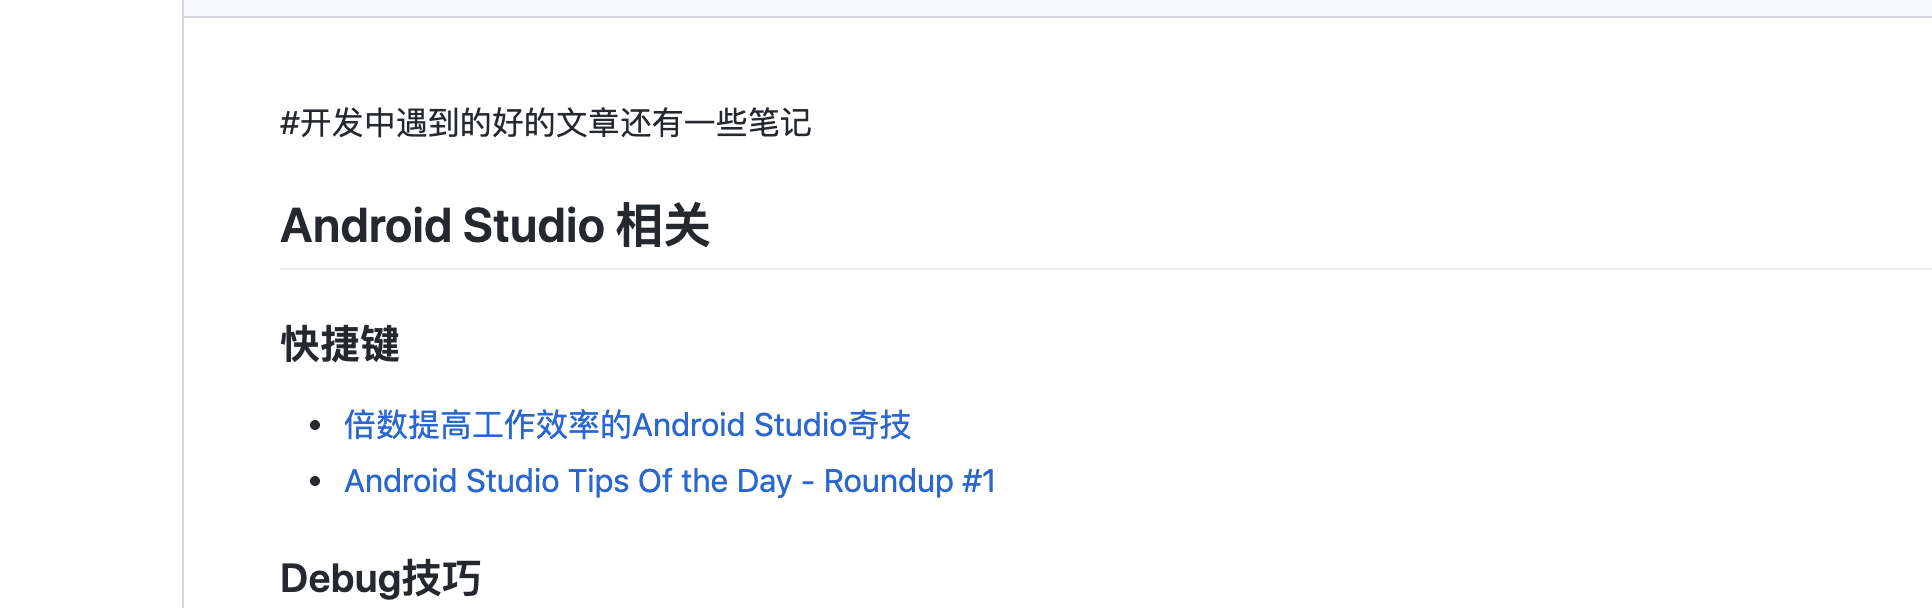 #开发中遇到的好的文章还有一些笔记
Android Studio 相关
快捷键
倍数提高工作效率的Android Studio奇技
Android Studio Tips Of the Day - Roundup #1
Debug技巧